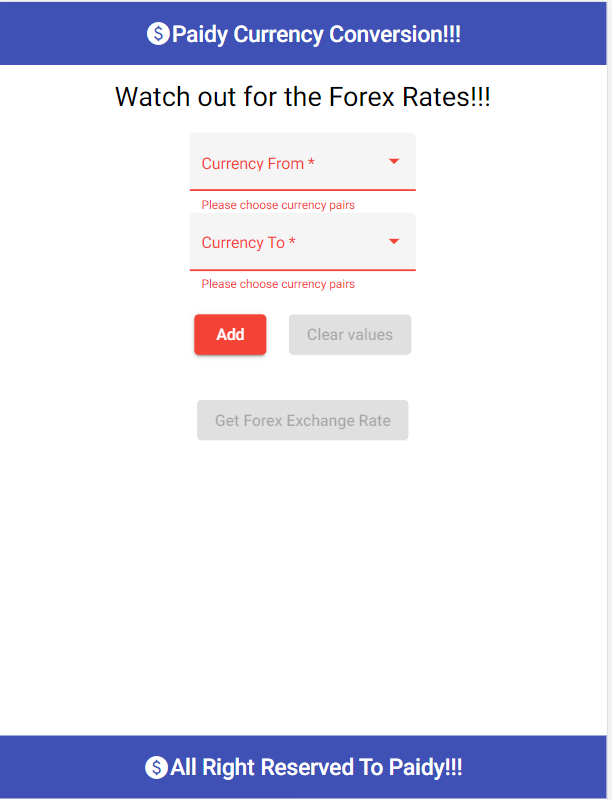 Paidy Currency Conversion!!!
Watch out for the Forex Rates!!!
Currency From *
Please choose currency pairs
Currency To *
Please choose currency pairs
Add Clear values
Get Forex Exchange Rate
All Right Reserved To Paidy!!!